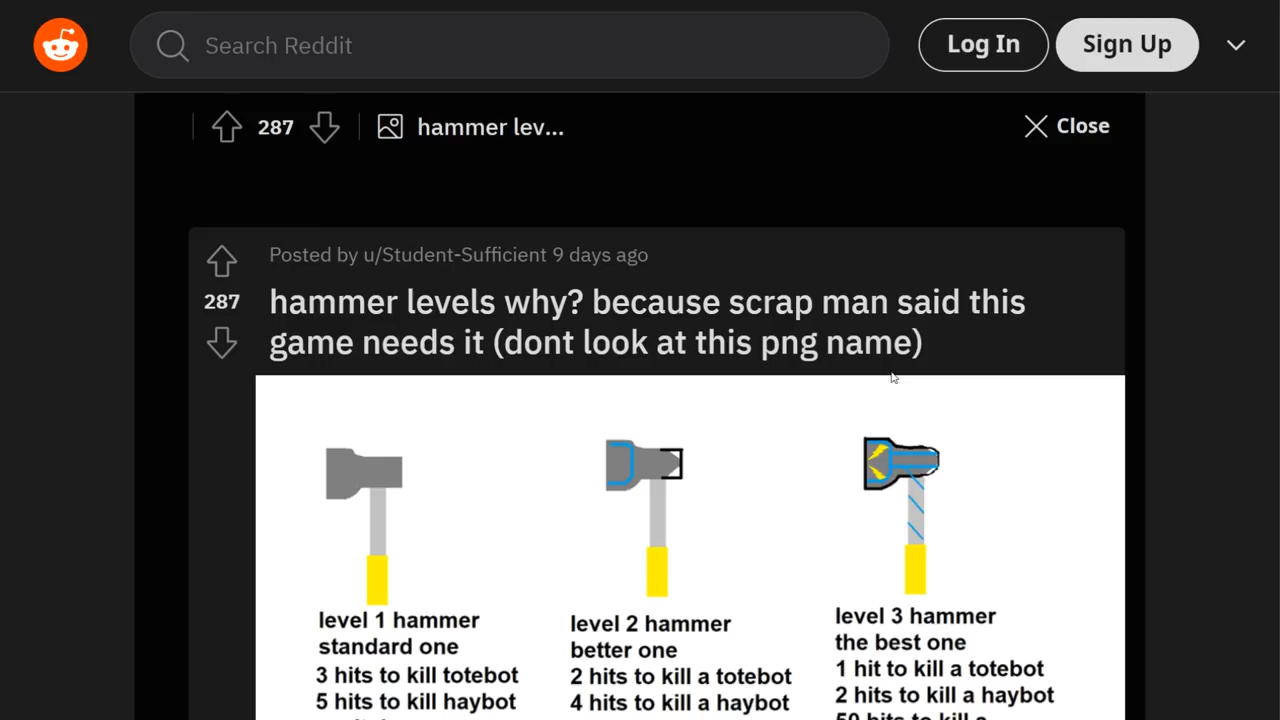 Search Reddit
Log In
Sign Up
287
hammer lev...
Close
Posted by u/Student-Sufficient 9 days ago
287
hammer levels why? because scrap man said this
game needs it (dont look at this png name)
level 1 hammer
standard one
3 hits to kill totebot
5 hits to kill haybot
level 2 hammer
better one
2 hits to kill a totebot
4 hits to kill a haybot
level 3 hammer
the best one
1 hit to kill a totebot
2 hits to kill a haybot
50 hits to kill a